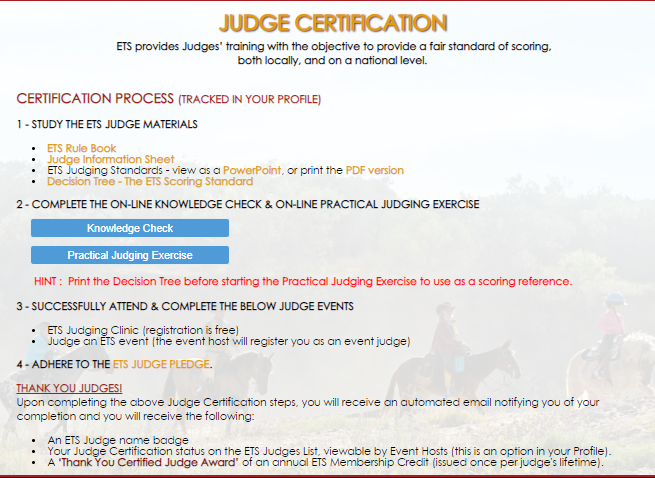 JUDGE CERTIFICATION
ETS provides Judges' training with the objective to provide a fair standard of scoring,
both locally, and on a national level.
CERTIFICATION PROCESS (TRACKED IN YOUR PROFILE)
1 - STUDY THE ETS JUDGE MATERIALS
• ETS Rule Book
• Judge Information Sheet
• ETS Judging Standards - view as a PowerPoint, or print the PDF version
• Decision Tree - The ETS Scoring Standard
2 - COMPLETE THE ON-LINE KNOWLEDGE CHECK & ON-LINE PRACTICAL JUDGING EXERCISE
Knowledge Check
Practical Judging Exercise
HINT : Print the Decision Tree before starting the Practical Judging Exercise to use as a scoring reference.
3 - SUCCESSFULLY ATTEND & COMPLETE THE BELOW JUDGE EVENTS
• ETS Judging Clinic (registration is free)
• Judge an ETS event (the event host will register you as an event judge)
4 - ADHERE TO THE ETS JUDGE PLEDGE.
THANK YOU JUDGES!
Upon completing the above Judge Certification steps, you will receive an automated email notifying you of your
completion and you will receive the following:
• An ETS Judge name badge
• Your Judge Certification status on the ETS Judges List, viewable by Event Hosts (this is an option in your Profile).
• A 'Thank You Certified Judge Award' of an annual ETS Membership Credit (issued once per judge's lifetime).